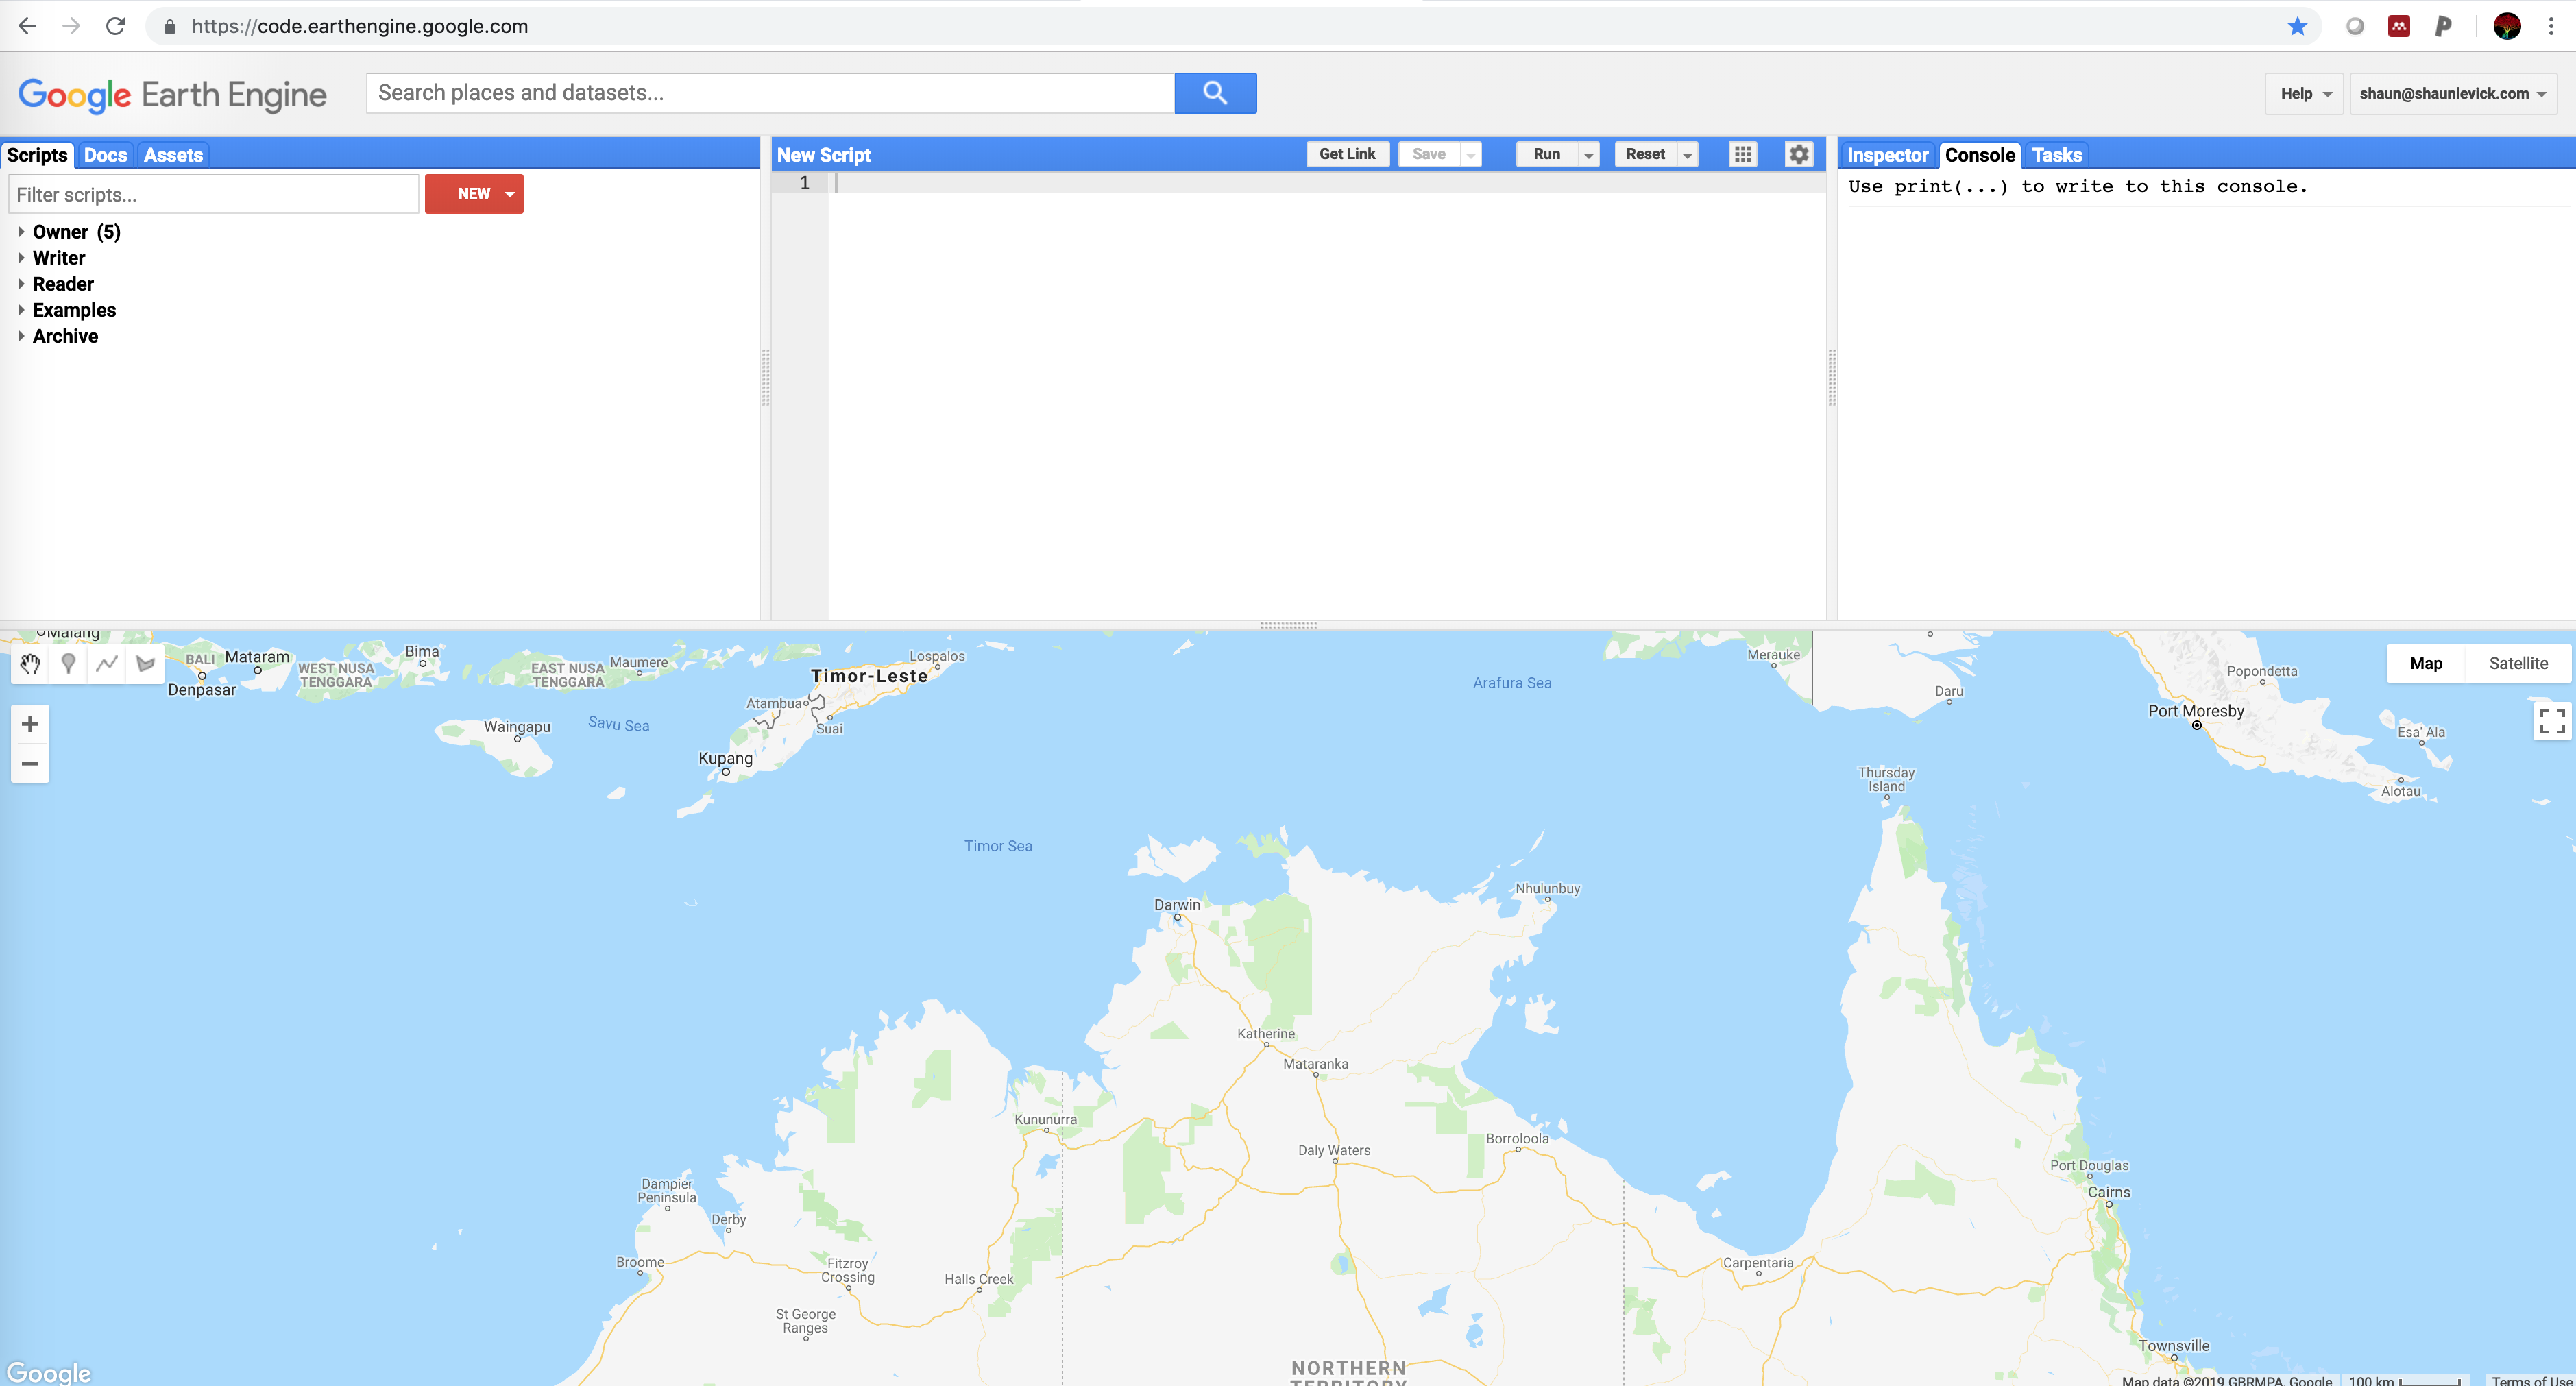 https://code.earthengine.google.com
Google Earth Engine
Search places and datasets...
Help
shaun@shaunlevick.com
Scripts Docs Assets
New Script
Get Link Save Run Reset
Inspector Console Tasks
Filter scripts...
NEW
1
Use print(...) to write to this console.
Owner (5)
Writer
Reader
Examples
Archive
Malang
BALI
Mataram
Denpasar
WEST NUSA
TENGGARA
Bima
EAST NUSA
TENGGARA
Maumere
Lospalos
Timor-Leste
Atambua
Suai
Waingapu
Savu Sea
Kupang
Arafura Sea
Merauke
Daru
Popondetta
Port Moresby
Esa'Ala
Alotau
Map Satellite
+
−
Thursday
Island
Timor Sea
Nhulunbuy
Darwin
Katherine
Mataranka
Kununurra
Daly Waters
Borroloola
Port Douglas
Cairns
Dampier
Peninsula
Derby
Broome
Fitzroy
Crossing
Halls Creek
Carpentaria
St George
Ranges
Townsville
NORTHERN
TERRITORY
Google
Map data ©2019 GBRMPA, Google 100 km Terms of Use